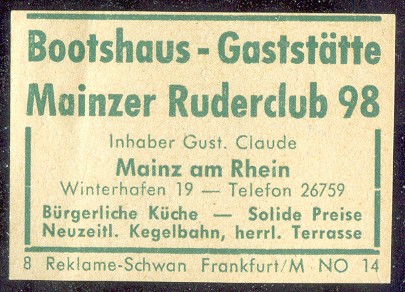 Bootshaus - Gaststätte
Mainzer Ruderclub 98
Inhaber Gust. Claude
Mainz am Rhein
Winterhafen 19 — Telefon 26759
Bürgerliche Küche — Solide Preise
Neuzeitl. Kegelbahn, herrl. Terrasse
8 Reklame-Schwan Frankfurt/M NO 14